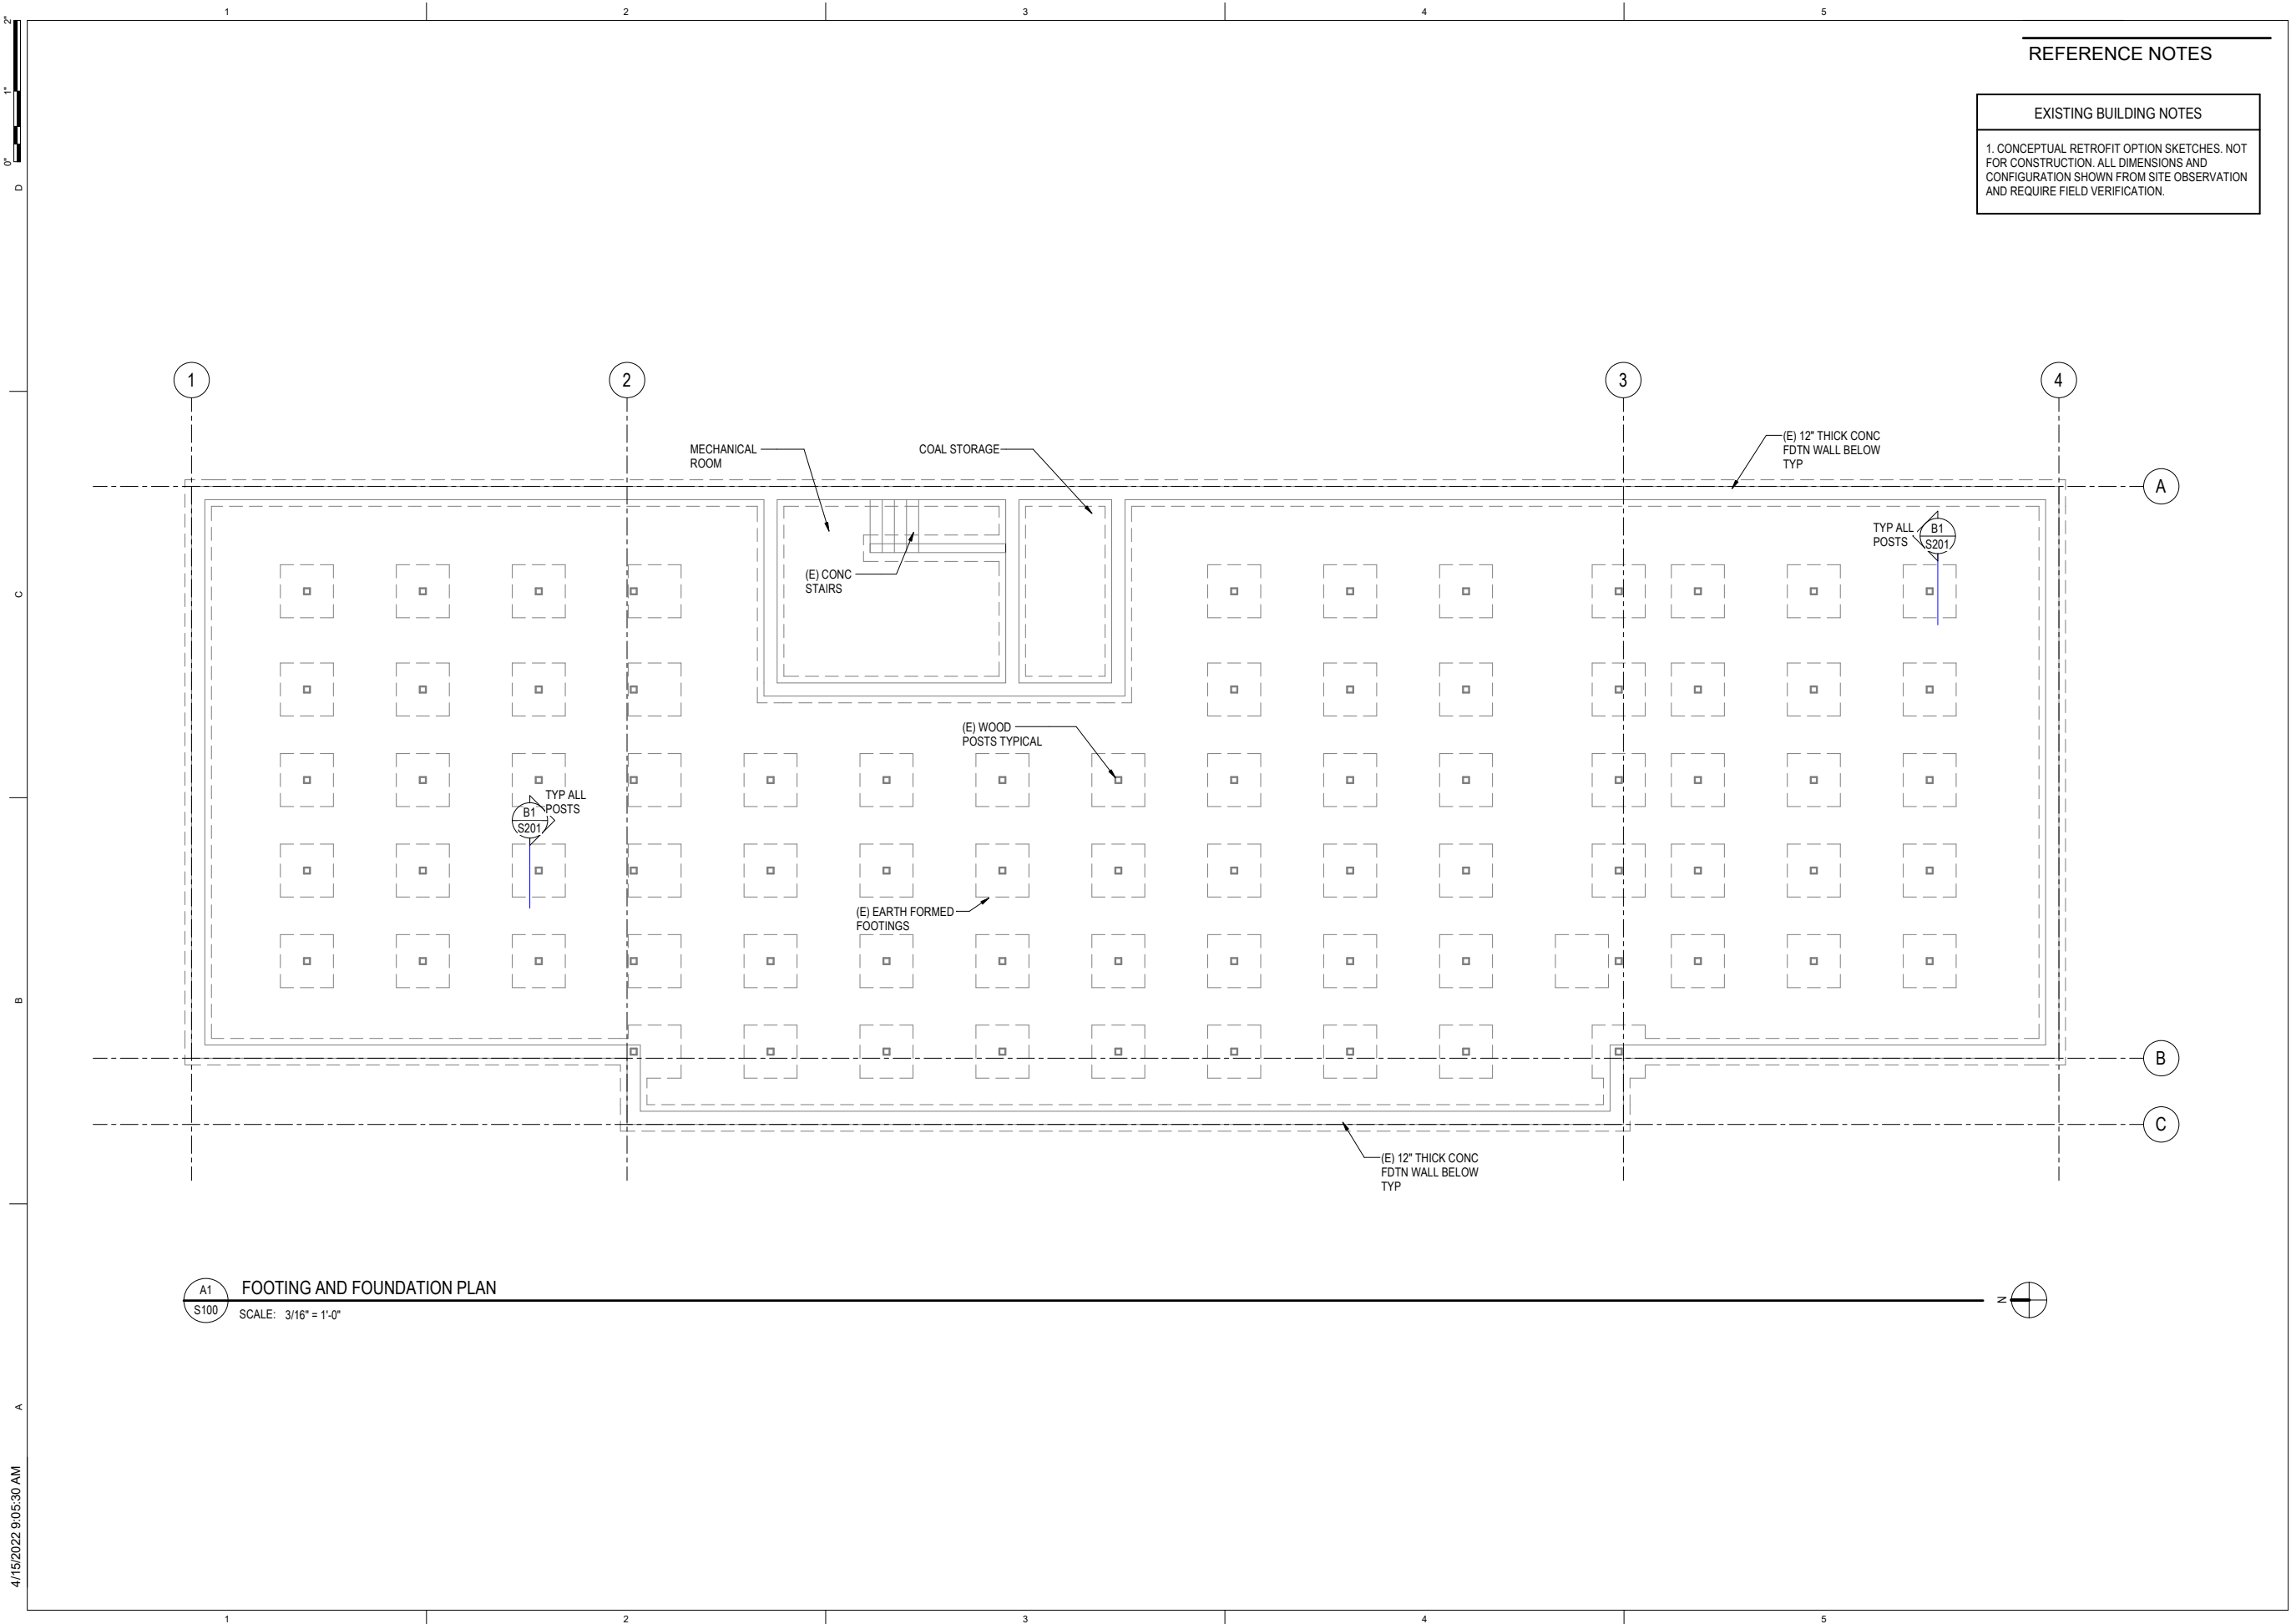 1 2 3 4 5
2"
1"
0"
D
REFERENCE NOTES
EXISTING BUILDING NOTES
1. CONCEPTUAL RETROFIT OPTION SKETCHES. NOT
FOR CONSTRUCTION. ALL DIMENSIONS AND
CONFIGURATION SHOWN FROM SITE OBSERVATION
AND REQUIRE FIELD VERIFICATION.
1 2 3 4
MECHANICAL
ROOM
COAL STORAGE
(E) 12" THICK CONC
FDTN WALL BELOW
TYP
A
TYP ALL
POSTS
B1
S201
(E) CONC
STAIRS
C
(E) WOOD
POSTS TYPICAL
TYP ALL
POSTS
B1
S201
(E) EARTH FORMED
FOOTINGS
B
B
C
(E) 12" THICK CONC
FDTN WALL BELOW
TYP
A1
S100
FOOTING AND FOUNDATION PLAN
SCALE: 3/16" = 1'-0"
N
A
4/15/2022 9:05:30 AM
1 2 3 4 5